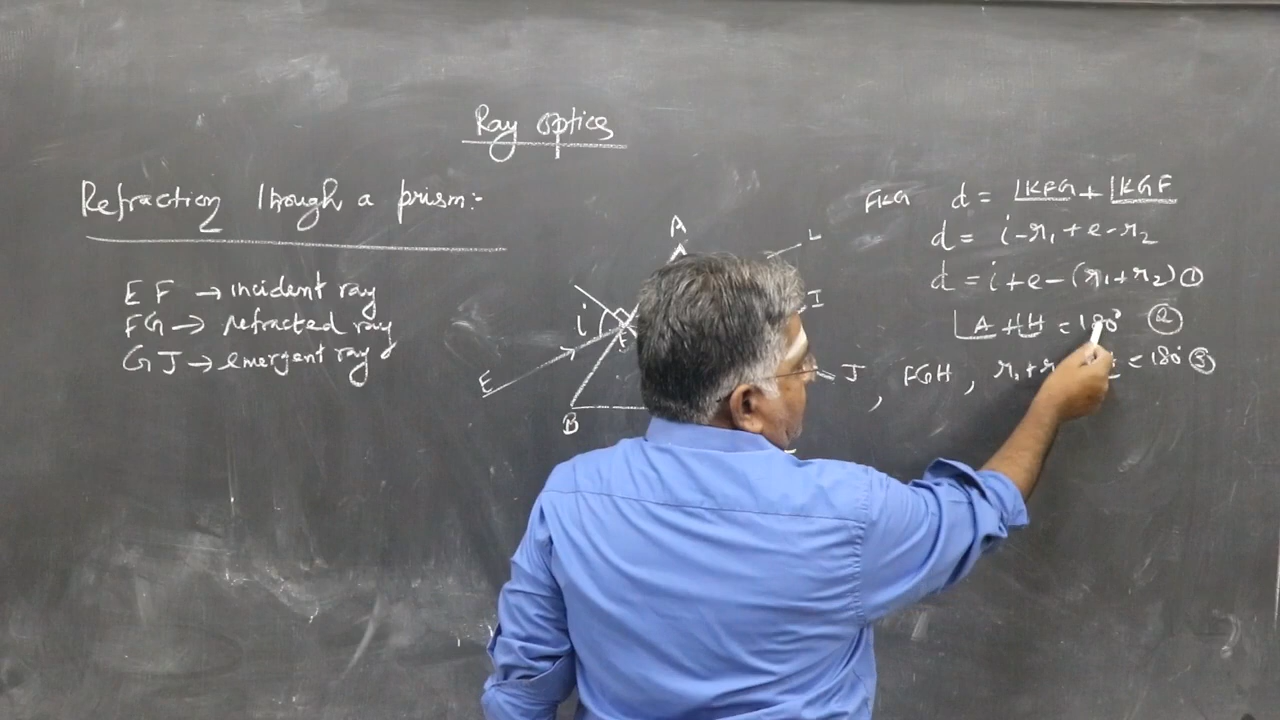 Ray optics
Refraction through a prism:-
EF → incident ray
FG → refracted ray
GJ → emergent ray
A
L
I
i
F
E
J
B
FKG d = ∠KFG + ∠KGF
d = i-r₁ + e-r₂
d = i+e-(r₁+r₂) ①
∠A + ∠H = 180° ②
, FGH, r₁+r = 180° ③